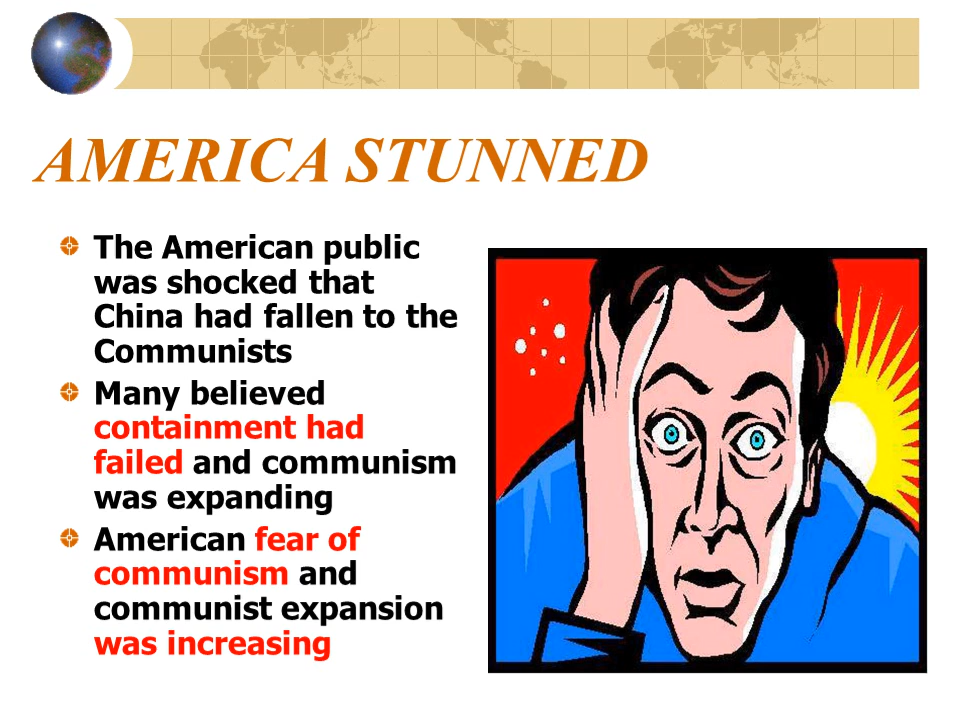 AMERICA STUNNED
The American public
was shocked that
China had fallen to the
Communists
Many believed
containment had
failed and communism
was expanding
American fear of
communism and
communist expansion
was increasing